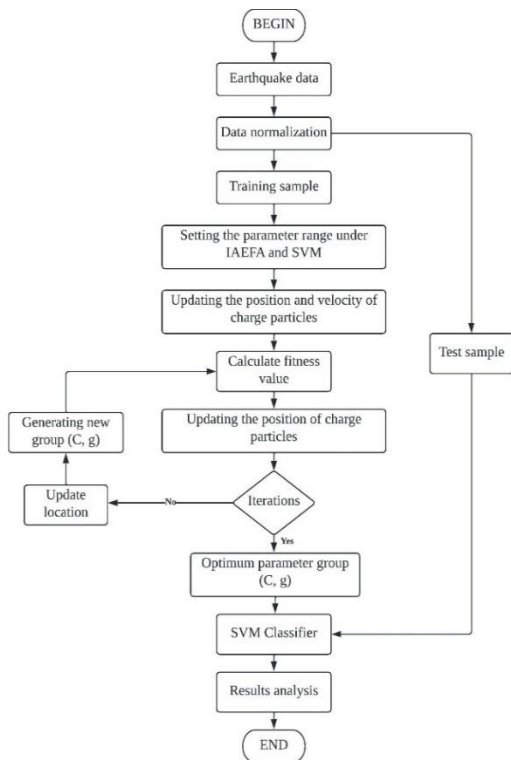 BEGIN
Earthquake data
Data normalization
Training sample
Setting the parameter range under
IAEFA and SVM
Updating the position and velocity of
charge particles
Calculate fitness
value
Test sample
Generating new
group (C, g)
Updating the position of charge
particles
Update
location
No
Iterations
Yes
Optimum parameter group
(C, g)
SVM Classifier
Results analysis
END